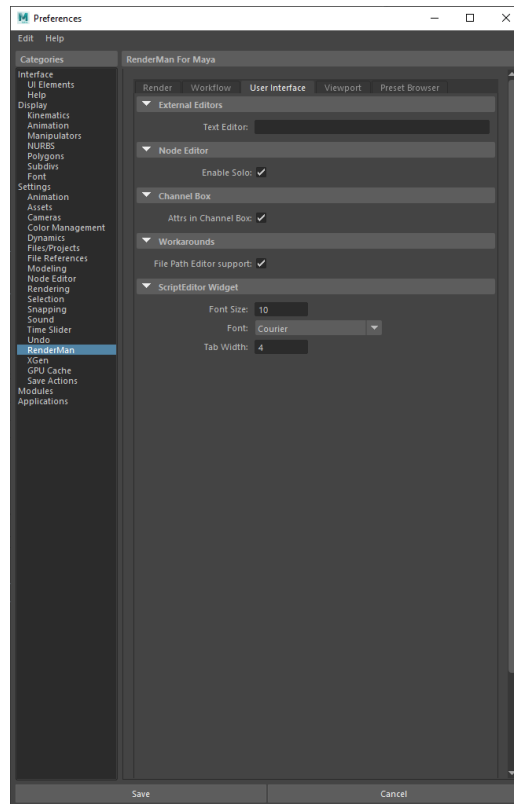 Preferences
Edit Help
Categories
Interface
UI Elements
Help
Display
Kinematics
Animation
Manipulators
NURBS
Polygons
Subdivs
Font
Settings
Animation
Assets
Cameras
Color Management
Dynamics
Files/Projects
File References
Modeling
Node Editor
Rendering
Selection
Snapping
Sound
Time Slider
Undo
RenderMan
XGen
GPU Cache
Save Actions
Modules
Applications
RenderMan For Maya
Render Workflow User Interface Viewport Preset Browser
External Editors
Text Editor:
Node Editor
Enable Solo:
Channel Box
Attrs in Channel Box:
Workarounds
File Path Editor support:
ScriptEditor Widget
Font Size: 10
Font: Courier
Tab Width: 4
Save Cancel